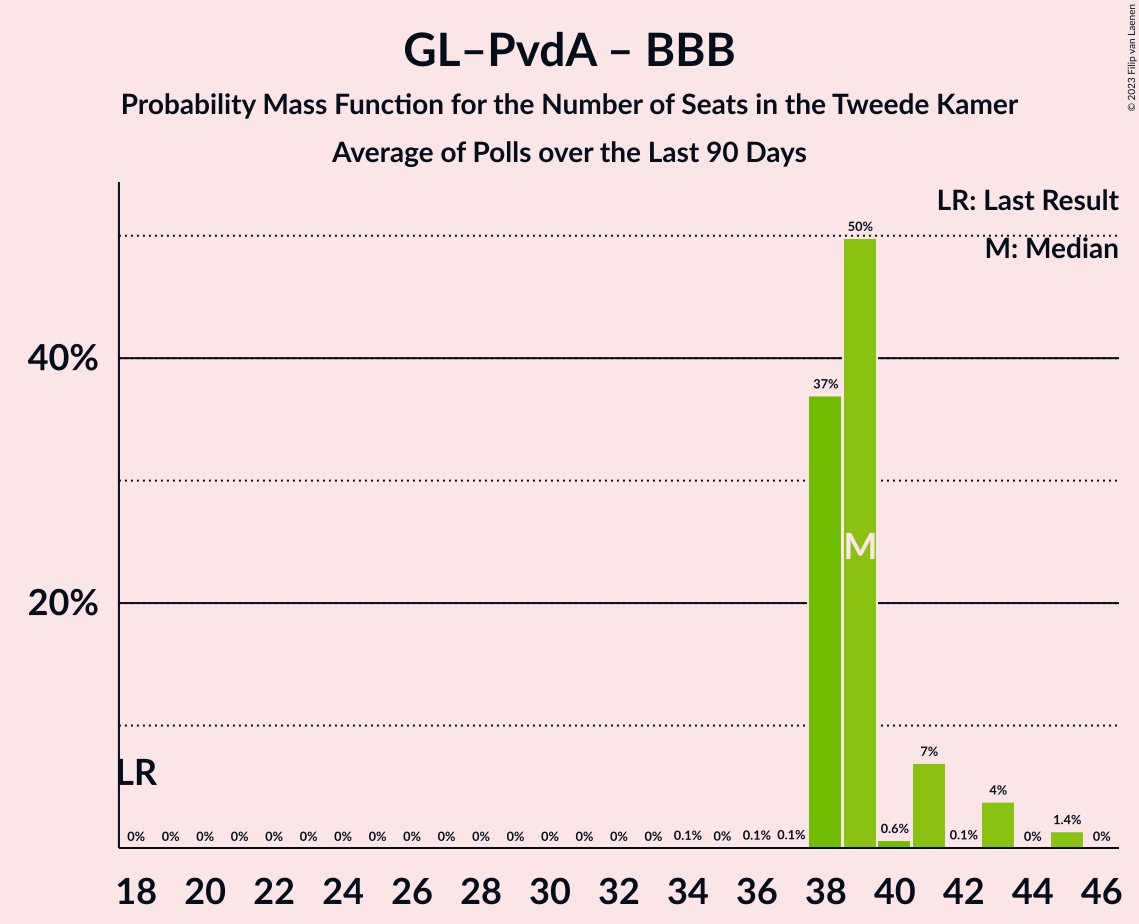 GL–PvdA – BBB
Probability Mass Function for the Number of Seats in the Tweede Kamer
Average of Polls over the Last 90 Days
© 2023 Filip van Laenen
LR: Last Result
M: Median
50%
40%
37%
M
20%
LR
7%
4%
1.4%
0% 0% 0% 0% 0% 0% 0% 0% 0% 0% 0% 0% 0% 0% 0% 0% 0.1% 0% 0.1% 0.1% 0.6% 0.1% 0% 0%
18 20 22 24 26 28 30 32 34 36 38 40 42 44 46